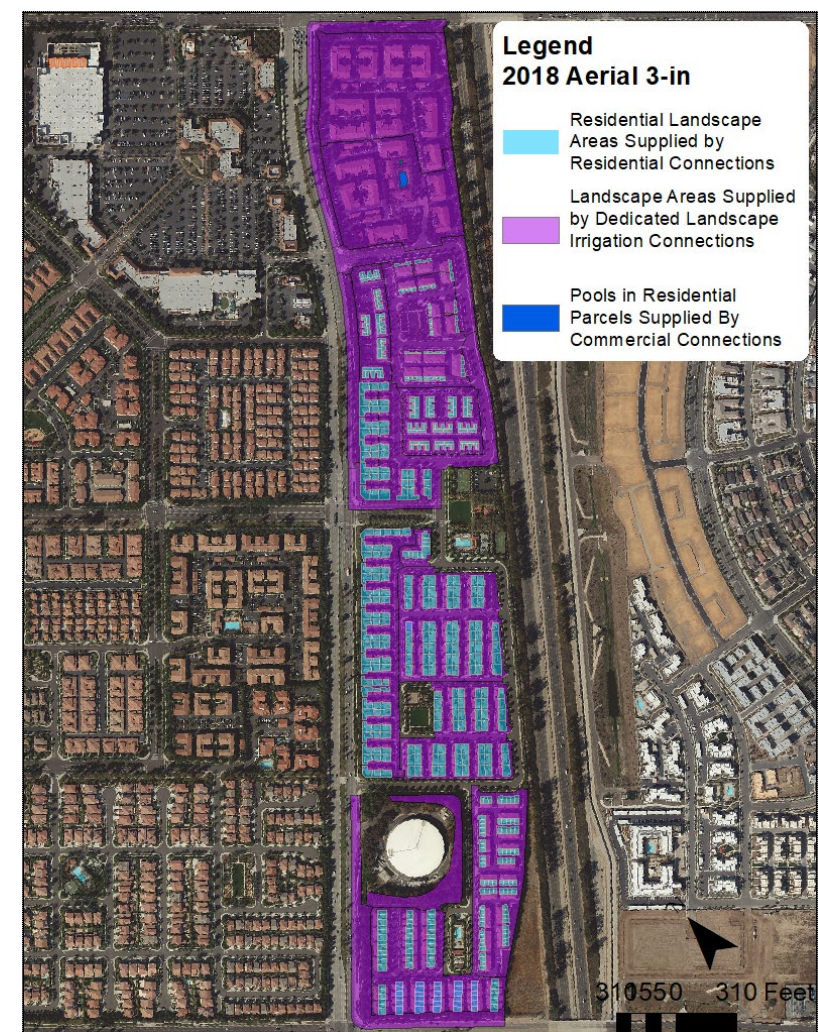 Legend
2018 Aerial 3-in
Residential Landscape
Areas Supplied by
Residential Connections
Landscape Areas Supplied
by Dedicated Landscape
Irrigation Connections
Pools in Residential
Parcels Supplied By
Commercial Connections
3101550 310 Feet